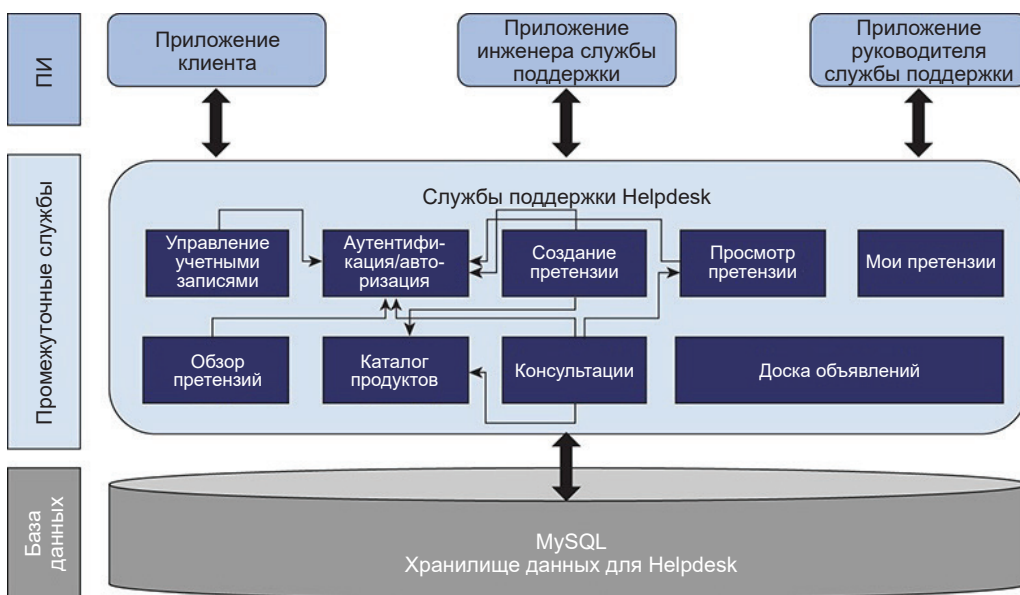 ПИ
Приложение
клиента
Приложение
инженера службы
поддержки
Приложение
руководителя
службы поддержки
Промежуточные службы
Службы поддержки Helpdesk
Управление
учетными
записями
Аутентифи-
кация/авто-
ризация
Создание
претензии
Просмотр
претензии
Мои претензии
Обзор
претензий
Каталог
продуктов
Консультации
Доска объявлений
База
данных
MySQL
Хранилище данных для Helpdesk